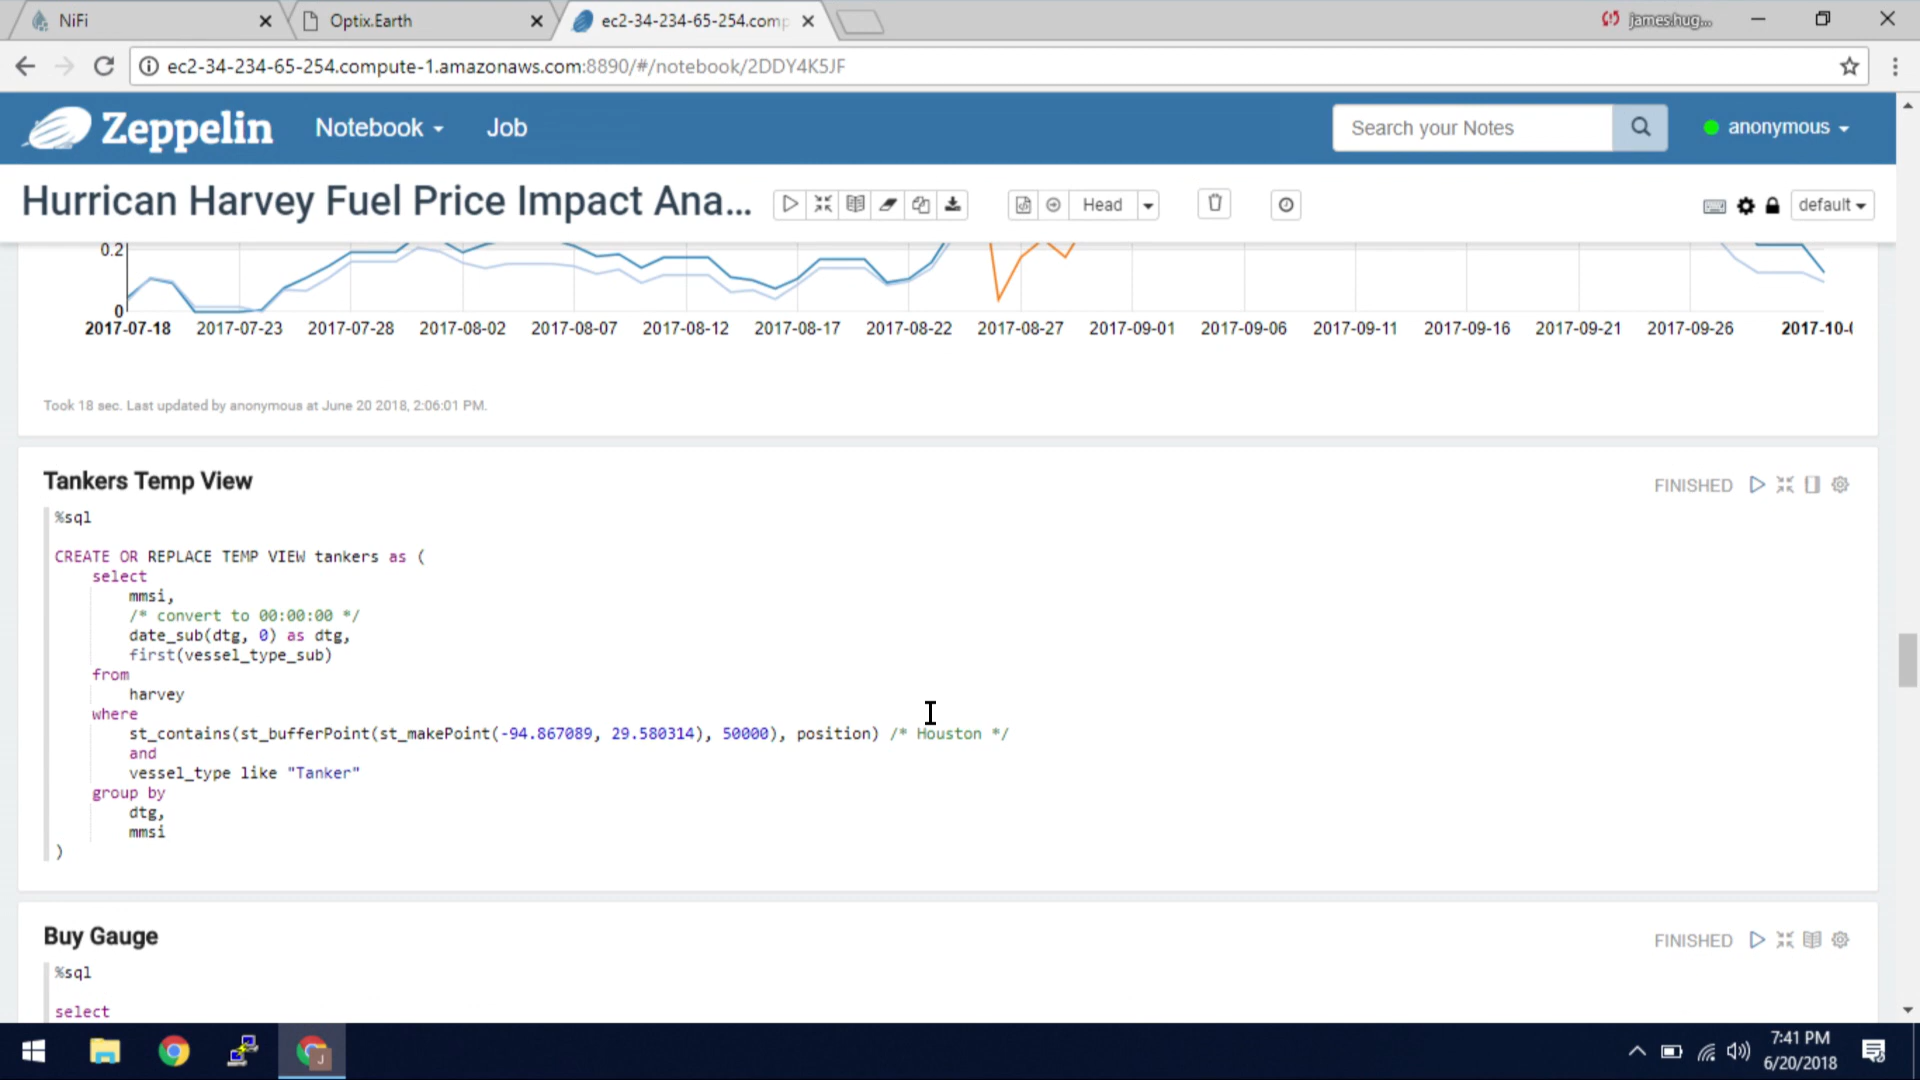 NiFi
Optix.Earth
ec2-34-234-65-254.comp
james.hug...
ec2-34-234-65-254.compute-1.amazonaws.com:8890/#/notebook/2DDY4K5JF
Zeppelin
Notebook
Job
Search your Notes
anonymous
Hurrican Harvey Fuel Price Impact Ana...
Head
default
0.2
0
2017-07-18 2017-07-23 2017-07-28 2017-08-02 2017-08-07 2017-08-12 2017-08-17 2017-08-22 2017-08-27 2017-09-01 2017-09-06 2017-09-11 2017-09-16 2017-09-21 2017-09-26 2017-10-
Took 18 sec. Last updated by anonymous at June 20 2018, 2:06:01 PM.
Tankers Temp View
FINISHED
%sql
CREATE OR REPLACE TEMP VIEW tankers as (
select
mmsi,
/* convert to 00:00:00 */
date_sub(dtg, 0) as dtg,
first(vessel_type_sub)
from
harvey
where
st_contains(st_bufferPoint(st_makePoint(-94.867089, 29.580314), 50000), position) /* Houston */
and
vessel_type like "Tanker"
group by
dtg,
mmsi
)
Buy Gauge
FINISHED
%sql
select
J
7:41 PM
6/20/2018